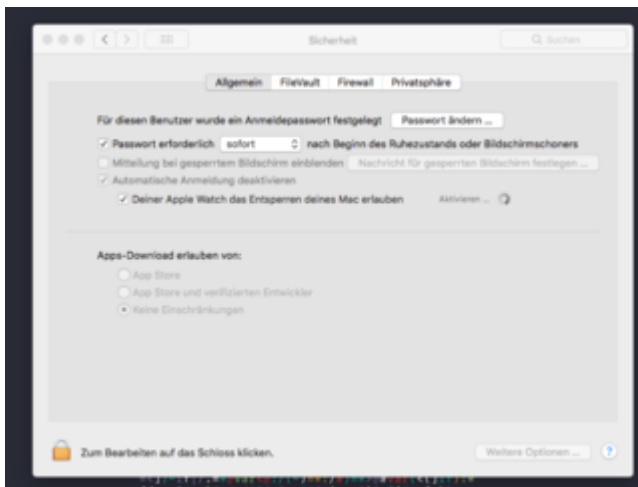 Sicherheit
Suchen
Allgemein FileVault Firewall Privatsphäre
Für diesen Benutzer wurde ein Anmeldepasswort festgelegt Passwort ändern ...
Passwort erforderlich sofort nach Beginn des Ruhezustands oder Bildschirmschoners
Mitteilung bei gesperrtem Bildschirm einblenden Nachricht für gesperrten Bildschirm festlegen ...
Automatische Anmeldung deaktivieren
Deiner Apple Watch das Entsperren deines Mac erlauben Aktivieren ...
Apps-Download erlauben von:
App Store
App Store und verifizierten Entwickler
Keine Einschränkungen
Zum Bearbeiten auf das Schloss klicken.
Weitere Optionen ... ?